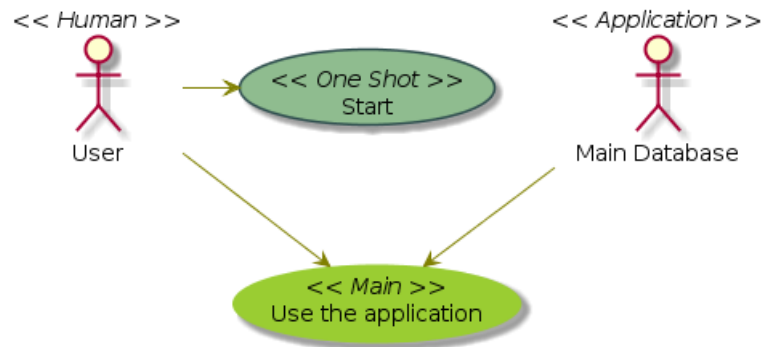 << Human >>
User
<< One Shot >>
Start
<< Application >>
Main Database
<< Main >>
Use the application